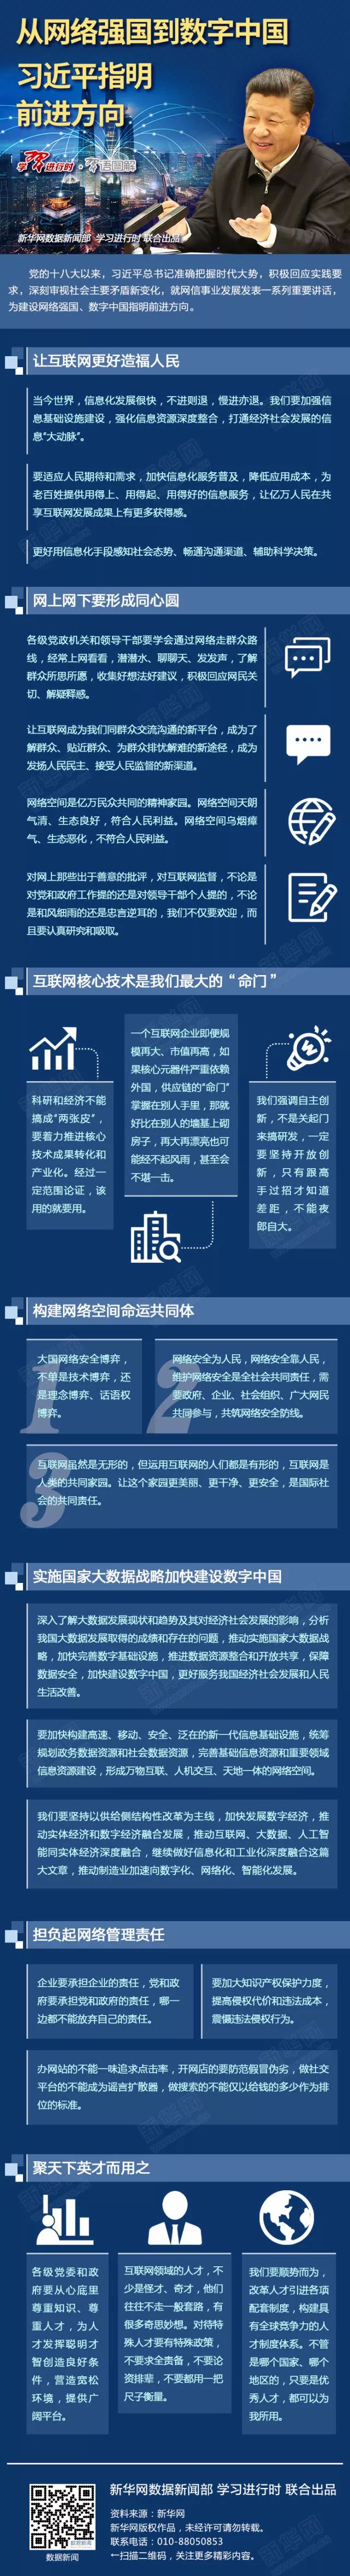 从网络强国到数字中国
习近平指明
前进方向
学习进行时·零首图解
新华网数据新闻部 学习进行时 联合出品
党的十八大以来，习近平总书记准确把握时代大势，积极回应实践要
求，深刻审视社会主要矛盾新变化，就网信事业发展发表一系列重要讲话，
为建设网络强国、数字中国指明前进方向。
让互联网更好造福人民
当今世界，信息化发展很快，不进则退，慢进亦退。我们要加强信
息基础设施建设，强化信息资源深度整合，打通经济社会发展的信
息“大动脉”。
要适应人民期待和需求，加快信息化服务普及，降低应用成本，为
老百姓提供用得上、用得起、用得好的信息服务，让亿万人民在共
享互联网发展成果上有更多获得感。
更好用信息化手段感知社会态势、畅通沟通渠道、辅助科学决策。
网上网下要形成同心圆
各级党政机关和领导干部要学会通过网络走群众路
线，经常上网看看，潜潜水、聊聊天、发发声，了解
群众所思所愿，收集好想法好建议，积极回应网民关
切、解疑释惑。
让互联网成为我们同群众交流沟通的新平台，成为了
解群众、贴近群众、为群众排忧解难的新途径，成为
发扬人民民主、接受人民监督的新渠道。
网络空间是亿万民众共同的精神家园。网络空间天朗
气清、生态良好，符合人民利益。网络空间乌烟瘴
气、生态恶化，不符合人民利益。
对网上那些出于善意的批评，对互联网监督，不论是
对党和政府工作提的还是对领导干部个人提的，不论
是和风细雨的还是忠言逆耳的，我们不仅要欢迎，而
且要认真研究和吸取。
互联网核心技术是我们最大的“命门”
科研和经济不能
搞成“两张皮”，
要着力推进核心
技术成果转化和
产业化。经过一
定范围论证，该
用的就要用。
一个互联网企业即便规
模再大、市值再高，如
果核心元器件严重依赖
外国，供应链的“命门”
掌握在别人手里，那就
好比在别人的墙基上砌
房子，再大再漂亮也可
能经不起风雨，甚至会
不堪一击。
我们强调自主创
新，不是关起门
来搞研发，一定
要坚持开放创
新，只有跟高
手过招才知道
差距，不能夜
郎自大。
构建网络空间命运共同体
1
大国网络安全博弈，
不单是技术博弈，还
是理念博弈、话语权
博弈。
2
网络安全为人民，网络安全靠人民，
维护网络安全是全社会共同责任，需
要政府、企业、社会组织、广大网民
共同参与，共筑网络安全防线。
3
互联网虽然是无形的，但运用互联网的人们都是有形的，互联网是
人类的共同家园。让这个家园更美丽、更干净、更安全，是国际社
会的共同责任。
实施国家大数据战略加快建设数字中国
深入了解大数据发展现状和趋势及其对经济社会发展的影响，分析
我国大数据发展取得的成绩和存在的问题，推动实施国家大数据战
略，加快完善数字基础设施，推进数据资源整合和开放共享，保障
数据安全，加快建设数字中国，更好服务我国经济社会发展和人民
生活改善。
要加快构建高速、移动、安全、泛在的新一代信息基础设施，统筹
规划政务数据资源和社会数据资源，完善基础信息资源和重要领域
信息资源建设，形成万物互联、人机交互、天地一体的网络空间。
我们要坚持以供给侧结构性改革为主线，加快发展数字经济，推
动实体经济和数字经济融合发展，推动互联网、大数据、人工智
能同实体经济深度融合，继续做好信息化和工业化深度融合这篇
大文章，推动制造业加速向数字化、网络化、智能化发展。
担负起网络管理责任
企业要承担企业的责任，党和政
府要承担党和政府的责任，哪一
边都不能放弃自己的责任。
要加大知识产权保护力度，
提高侵权代价和违法成本，
震慑违法侵权行为。
办网站的不能一味追求点击率，开网店的要防范假冒伪劣，做社交
平台的不能成为谣言扩散器，做搜索的不能仅以给钱的多少作为排
位的标准。
聚天下英才而用之
各级党委和政
府要从心底里
尊重知识、尊
重人才，为人
才发挥聪明才
智创造良好条
件，营造宽松
环境，提供广
阔平台。
互联网领域的人才，不
少是怪才、奇才，他们
往往不走一般套路，有
很多奇思妙想。对待特
殊人才要有特殊政策，
不要求全责备，不要论
资排辈，不要都用一把
尺子衡量。
我们要顺势而为，
改革人才引进各项
配套制度，构建具
有全球竞争力的人
才制度体系。不管
是哪个国家、哪个
地区的，只要是优
秀人才，都可以为
我所用。
新华网数据新闻部 学习进行时 联合出品
资料来源：新华网
新华网版权作品，未经许可请勿转载。
联系电话：010-88050853
←扫描二维码，关注更多精彩内容。
数据新闻